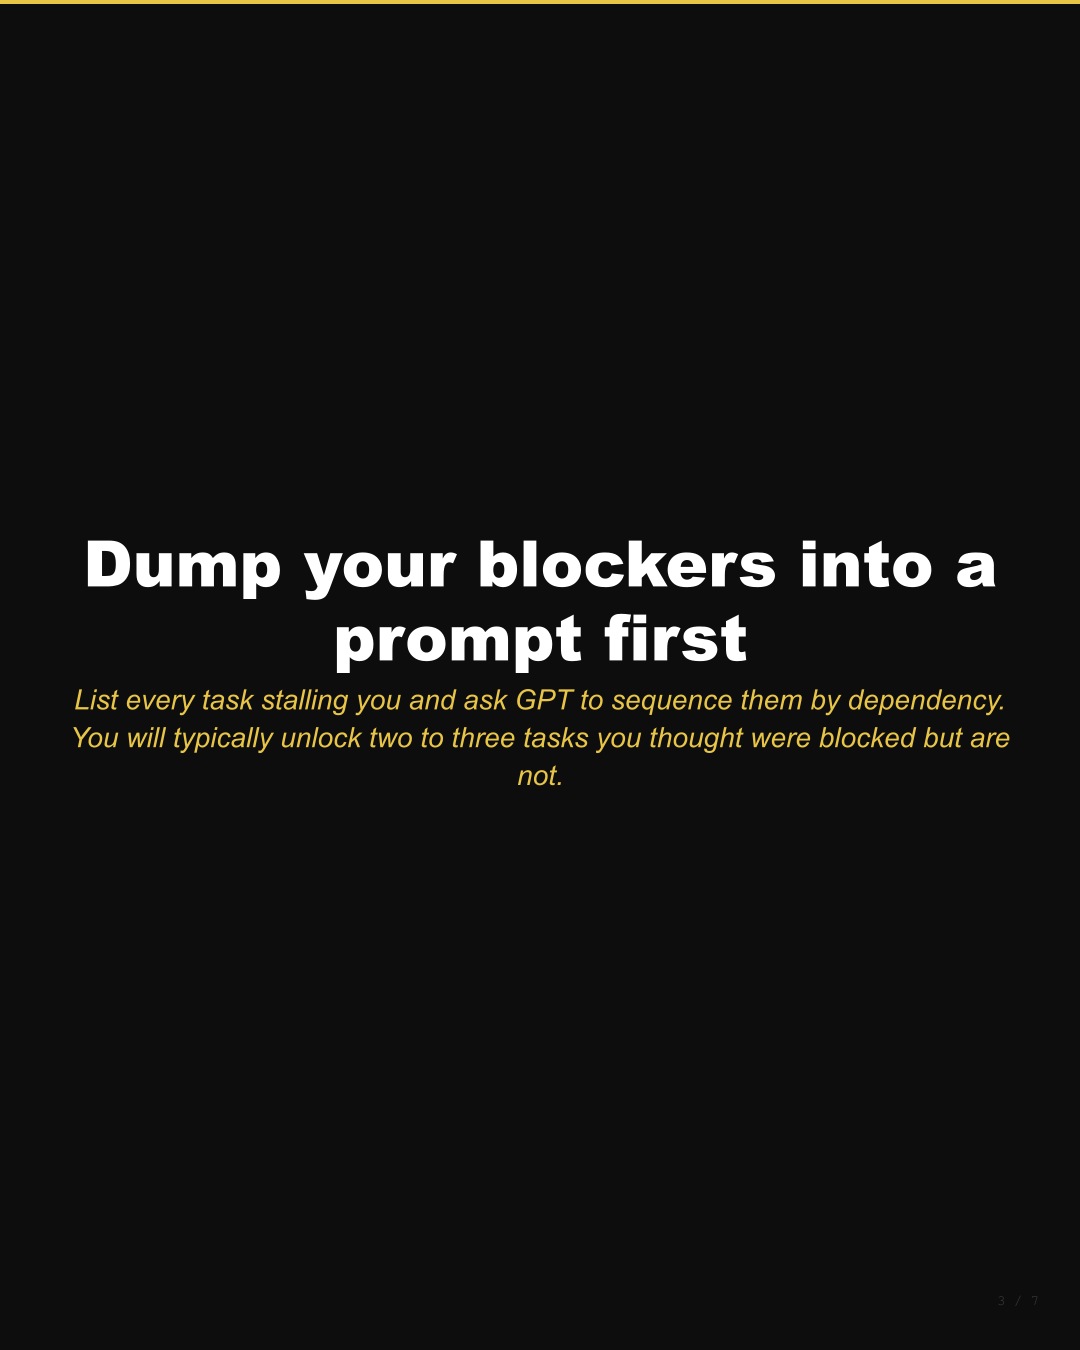 Dump your blockers into a
prompt first
List every task stalling you and ask GPT to sequence them by dependency.
You will typically unlock two to three tasks you thought were blocked but are
not.
3 / 7